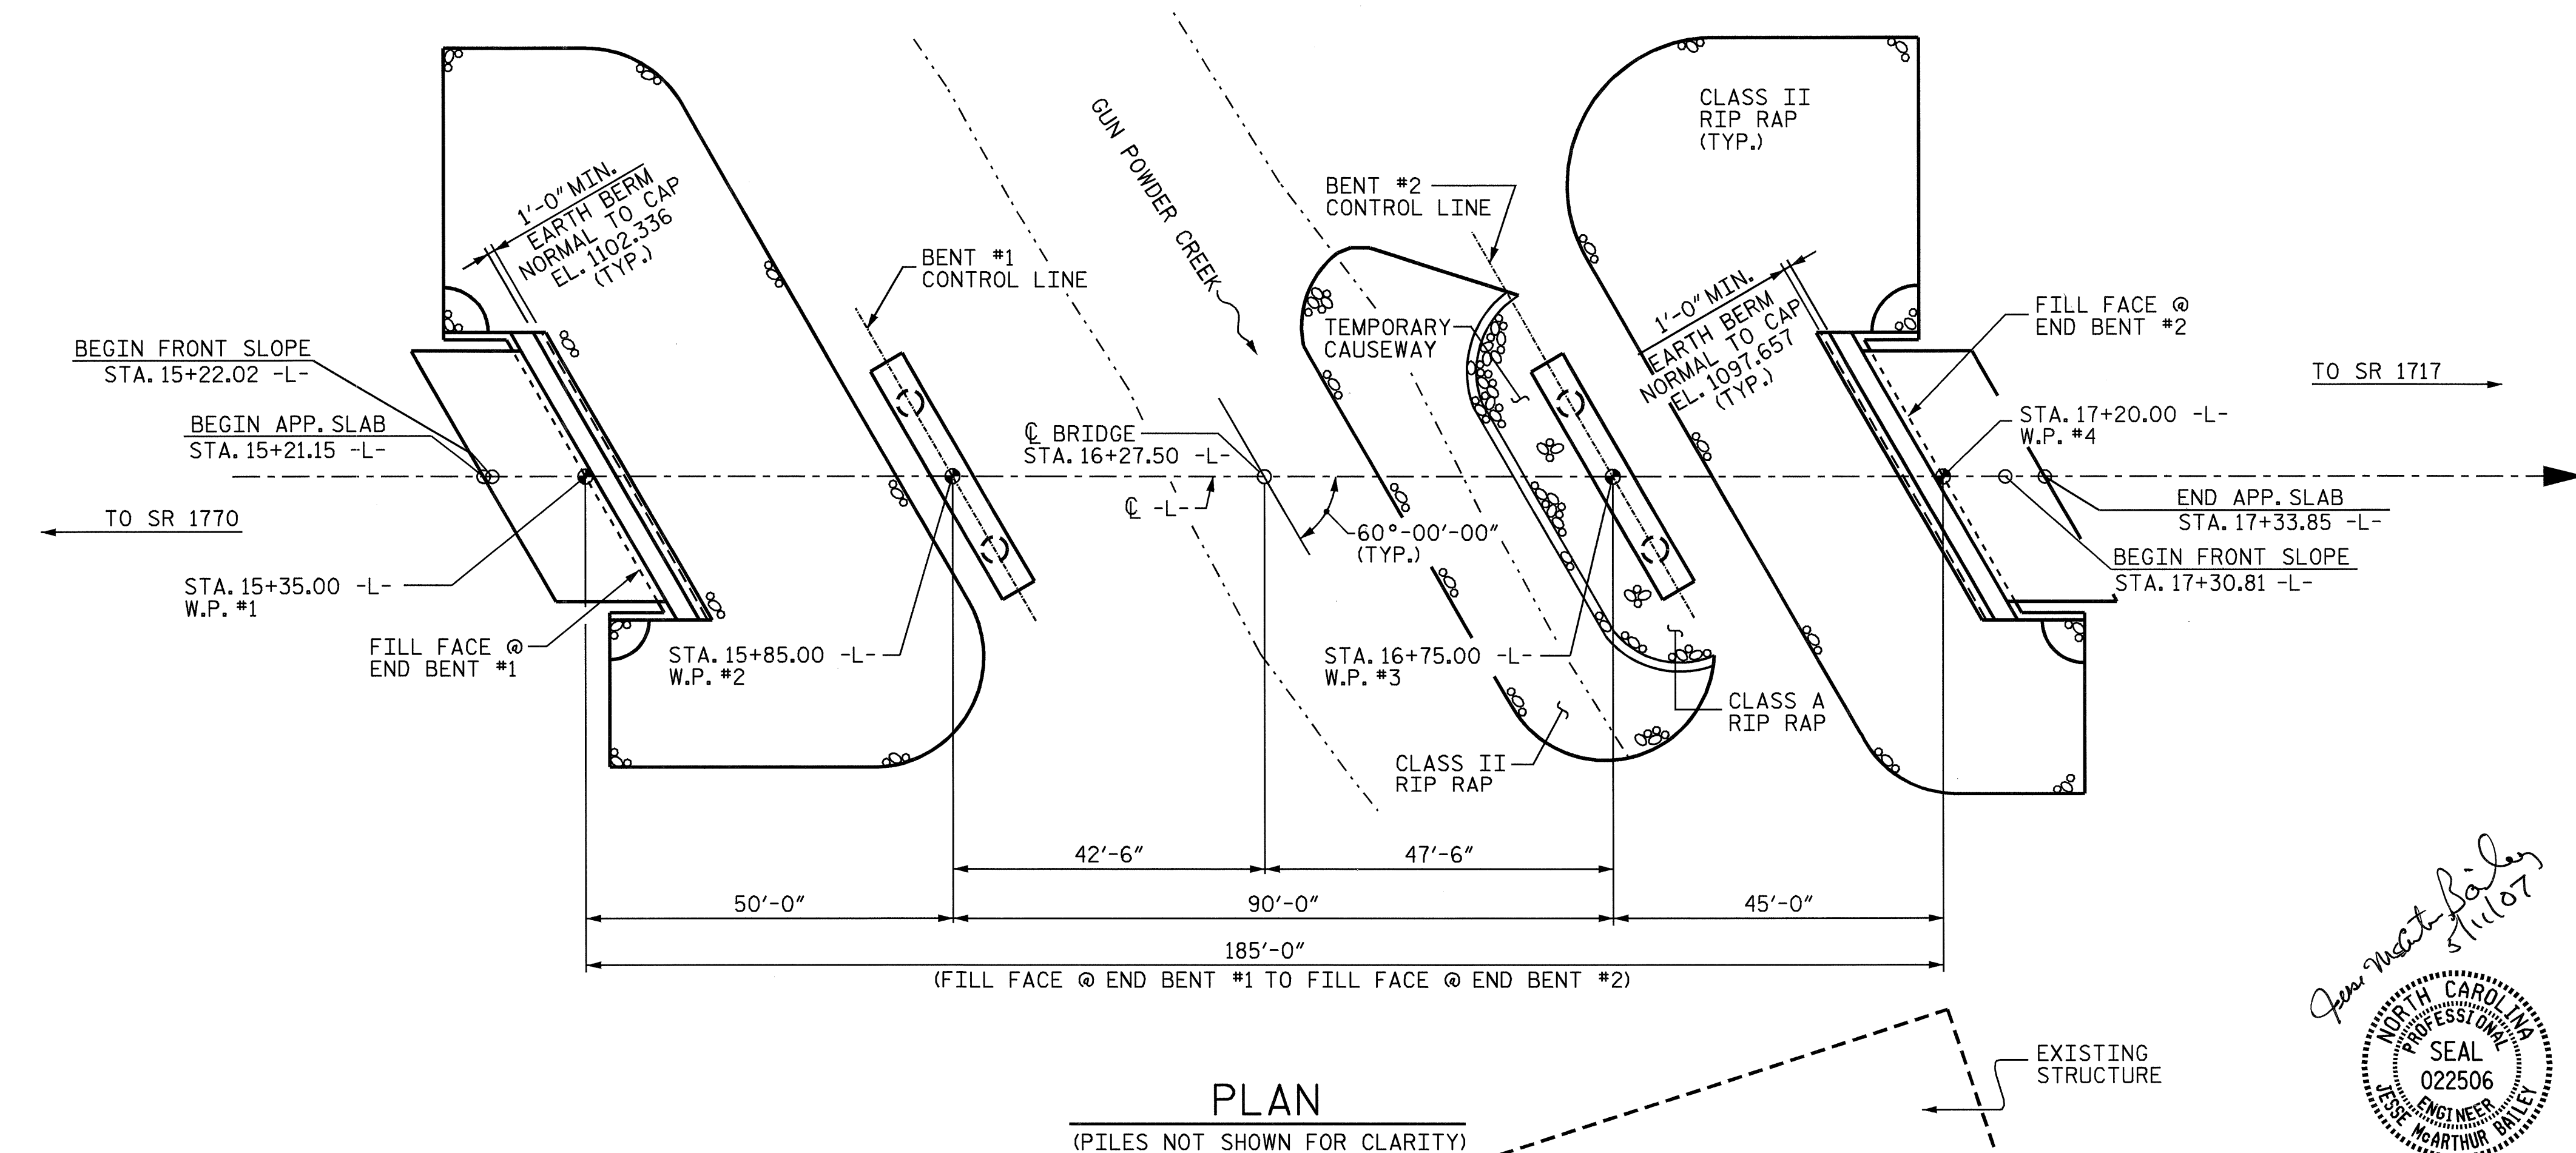 CLASS II
RIP RAP
(TYP.)
GUN POWDER CREEK
1'-0" MIN.
EARTH BERM
NORMAL TO CAP
EL. 1102.336
(TYP.)
BENT #2
CONTROL LINE
BENT #1
CONTROL LINE
1'-0" MIN.
EARTH BERM
NORMAL TO CAP
EL. 1097.657
(TYP.)
FILL FACE @
END BENT #2
TEMPORARY
CAUSEWAY
BEGIN FRONT SLOPE
STA. 15+22.02 -L-
TO SR 1717
BEGIN APP. SLAB
STA. 15+21.15 -L-
℄ BRIDGE
STA. 16+27.50 -L-
STA. 17+20.00 -L-
W.P. #4
℄ -L-
END APP. SLAB
STA. 17+33.85 -L-
TO SR 1770
60°-00'-00"
(TYP.)
BEGIN FRONT SLOPE
STA. 17+30.81 -L-
STA. 15+35.00 -L-
W.P. #1
FILL FACE @
END BENT #1
STA. 15+85.00 -L-
W.P. #2
STA. 16+75.00 -L-
W.P. #3
CLASS A
RIP RAP
CLASS II
RIP RAP
42'-6"
47'-6"
50'-0"
90'-0"
45'-0"
185'-0"
(FILL FACE @ END BENT #1 TO FILL FACE @ END BENT #2)
Jesse McArthur Bailey
5/11/07
NORTH CAROLINA
PROFESSIONAL
SEAL
022506
ENGINEER
JESSE McARTHUR BAILEY
EXISTING
STRUCTURE
PLAN
(PILES NOT SHOWN FOR CLARITY)